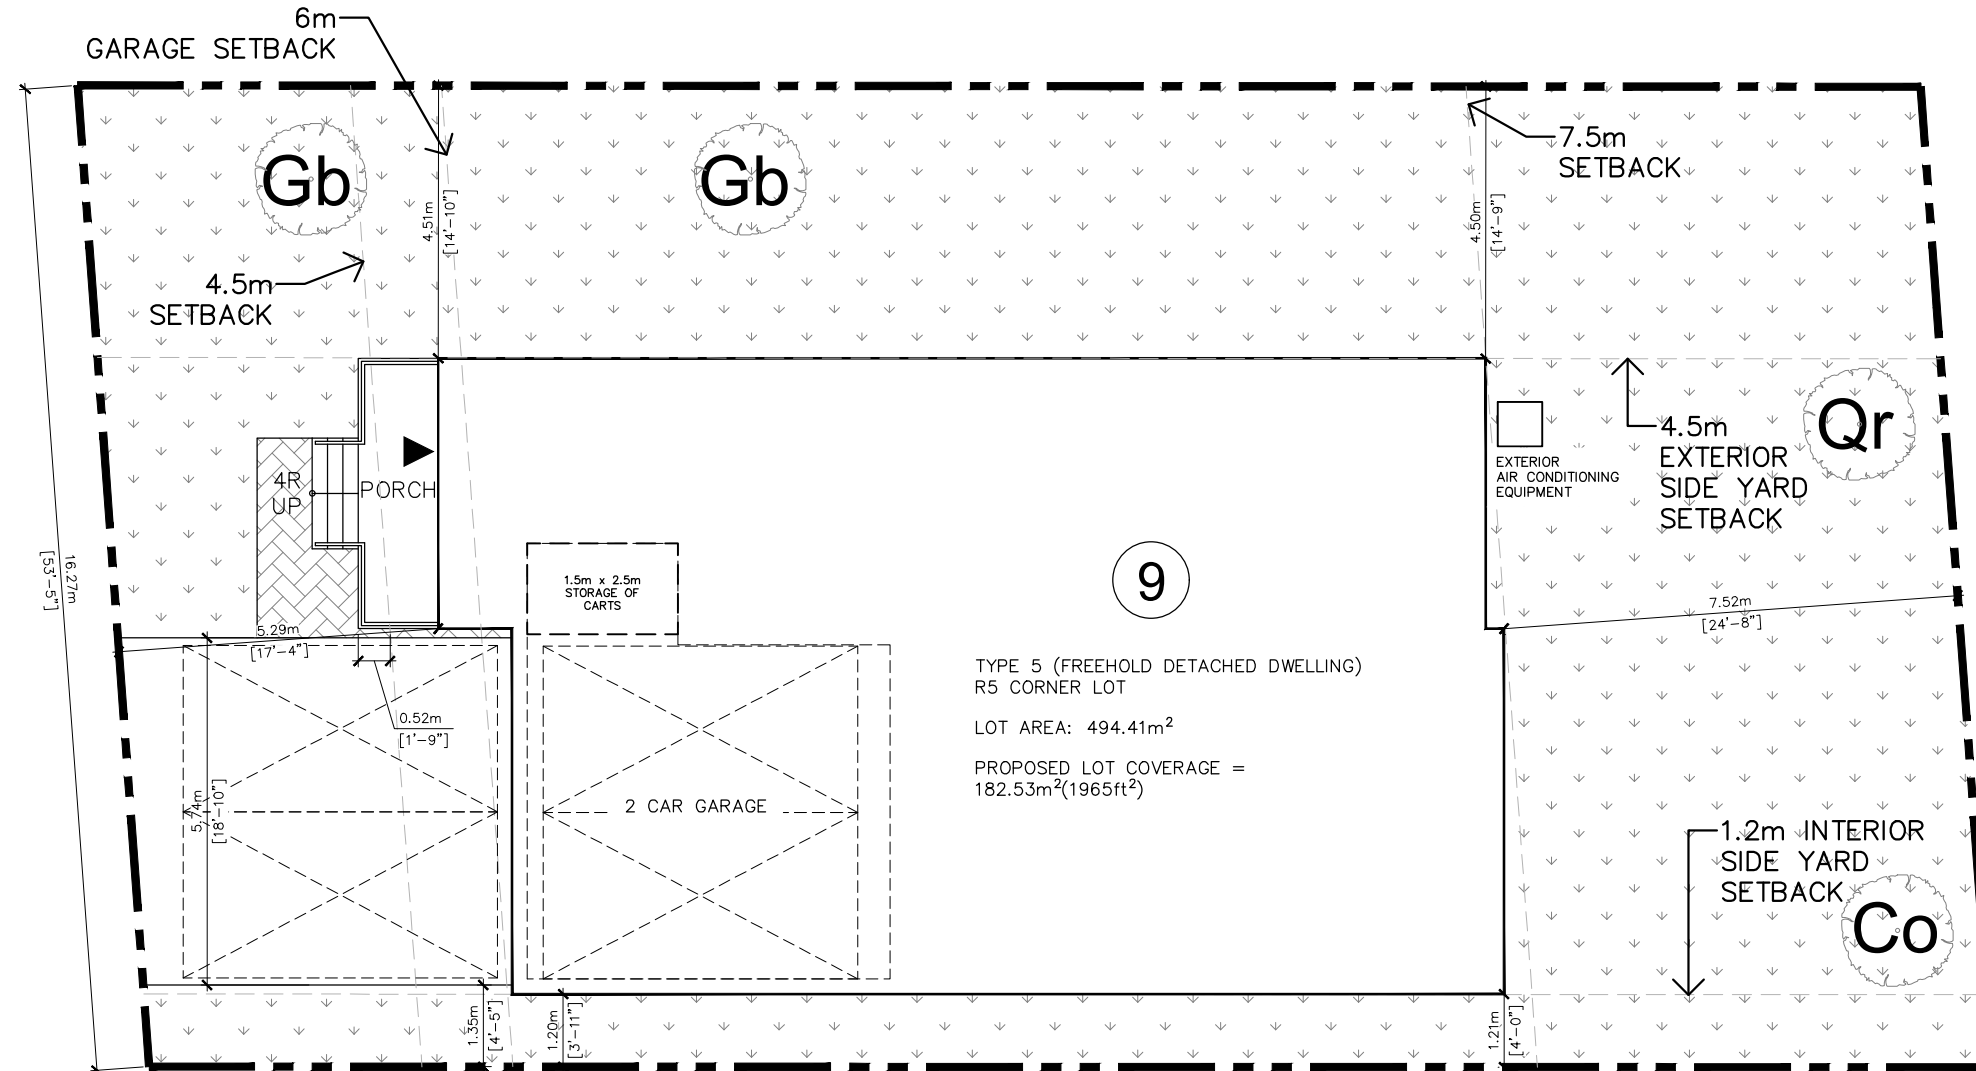 6m
GARAGE SETBACK
Gb
Gb
7.5m
SETBACK
4.51m
[14'-10"]
4.50m
[14'-9"]
4.5m
SETBACK
4R
UP
PORCH
EXTERIOR
AIR CONDITIONING
EQUIPMENT
4.5m
EXTERIOR
SIDE YARD
SETBACK
Qr
16.27m
[53'-5"]
1.5m x 2.5m
STORAGE OF
CARTS
9
7.52m
[24'-8"]
5.29m
[17'-4"]
TYPE 5 (FREEHOLD DETACHED DWELLING)
R5 CORNER LOT
LOT AREA: 494.41m²
PROPOSED LOT COVERAGE =
182.53m²(1965ft²)
0.52m
[1'-9"]
5.74m
[18'-10"]
2 CAR GARAGE
1.2m INTERIOR
SIDE YARD
SETBACK
Co
1.35m
[4'-5"]
1.20m
[3'-11"]
1.21m
[4'-0"]